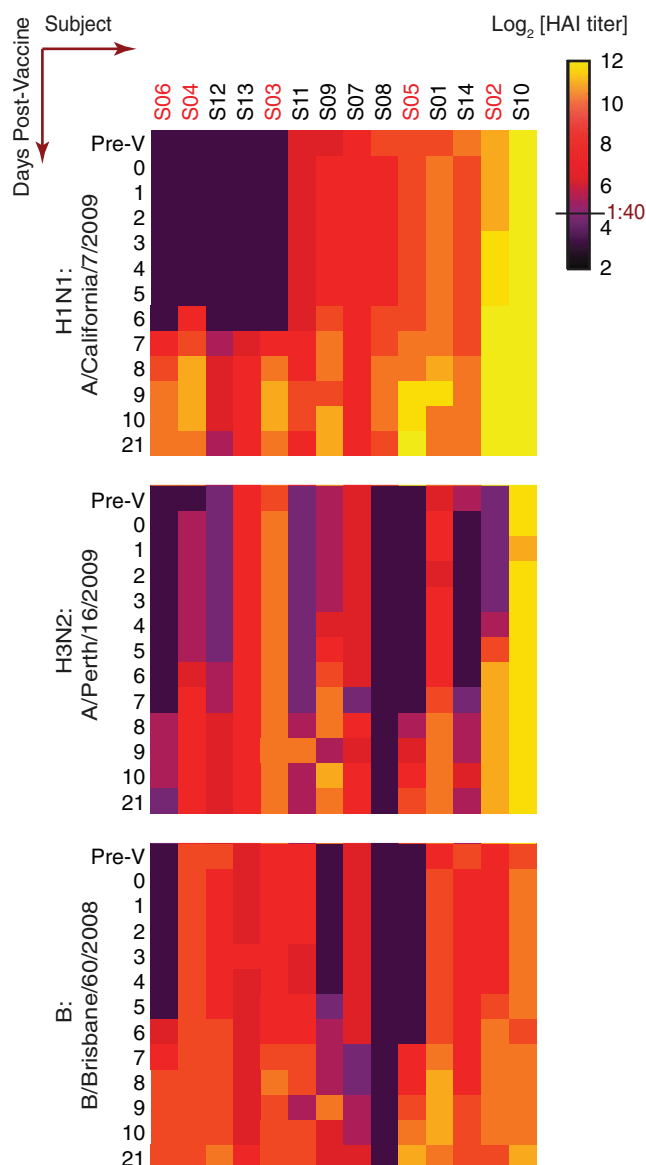 Subject
Days Post-Vaccine
Log2 [HAI titer]
S06
S04
S12
S13
S03
S11
S09
S07
S08
S05
S01
S14
S02
S10
12
10
8
6
1:40
4
2
H1N1:
A/California/7/2009
Pre-V
0
1
2
3
4
5
6
7
8
9
10
21
H3N2:
A/Perth/16/2009
Pre-V
0
1
2
3
4
5
6
7
8
9
10
21
B:
B/Brisbane/60/2008
Pre-V
0
1
2
3
4
5
6
7
8
9
10
21